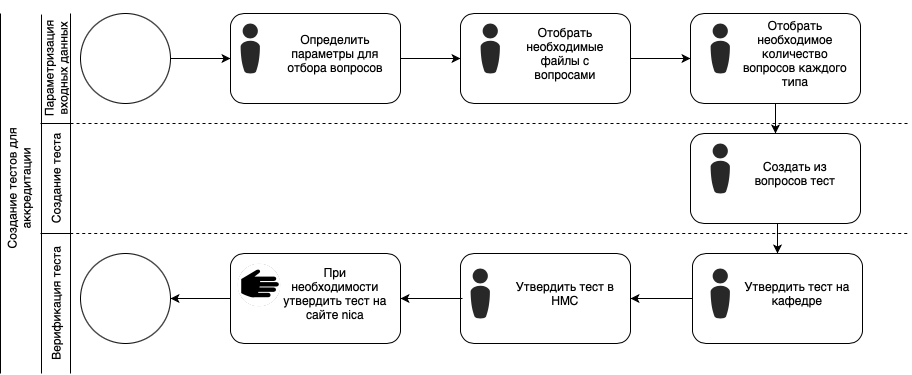 Создание тестов для
аккредитации
Параметризация
входных данных
Определить
параметры для
отбора вопросов
Отобрать
необходимые
файлы с
вопросами
Отобрать
необходимое
количество
вопросов каждого
типа
Создание теста
Создать из
вопросов тест
Верификация теста
При
необходимости
утвердить тест на
сайте nica
Утвердить тест в
НМС
Утвердить тест на
кафедре